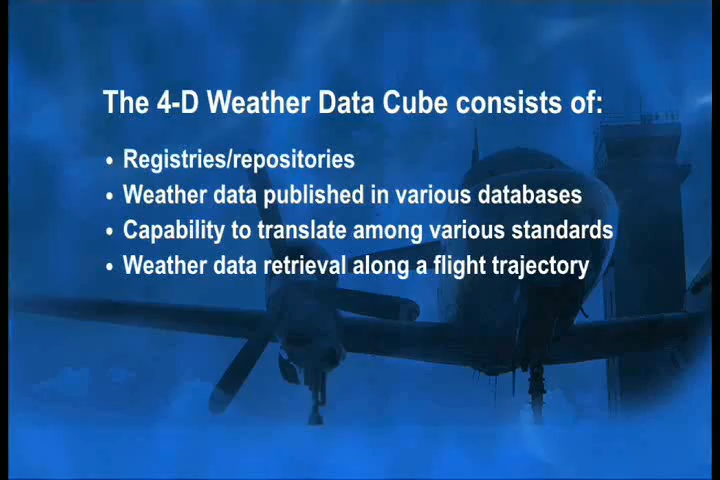 The 4-D Weather Data Cube consists of:
• Registries/repositories
• Weather data published in various databases
• Capability to translate among various standards
• Weather data retrieval along a flight trajectory